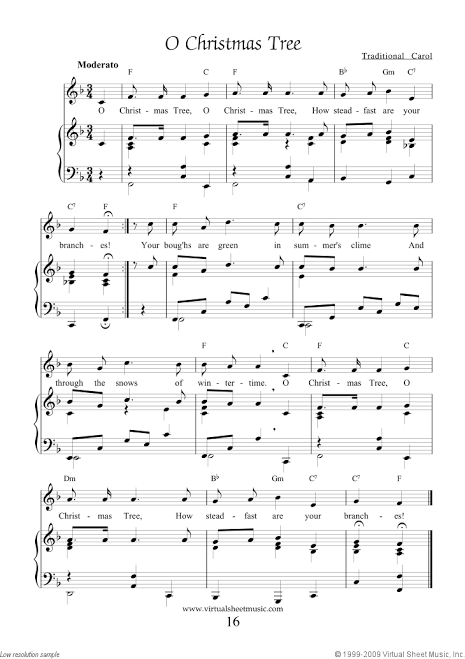 O Christmas Tree
Traditional Carol
Moderato
F F C F B♭ Gm C7
O Christ - mas Tree, O Christ - mas Tree, How stead - fast are your
C7 F F C
branch - es! Your bough's are green in sum - mer's clime And
C7 F F C
through the snows of win - ter - time. O Christ - mas Tree, O
Dm B♭ Gm C7 F
Christ - mas Tree, How stead - fast are your branch - es!
www.virtualsheetmusic.com
16
Low resolution sample
© 1999-2009 Virtual Sheet Music, Inc.